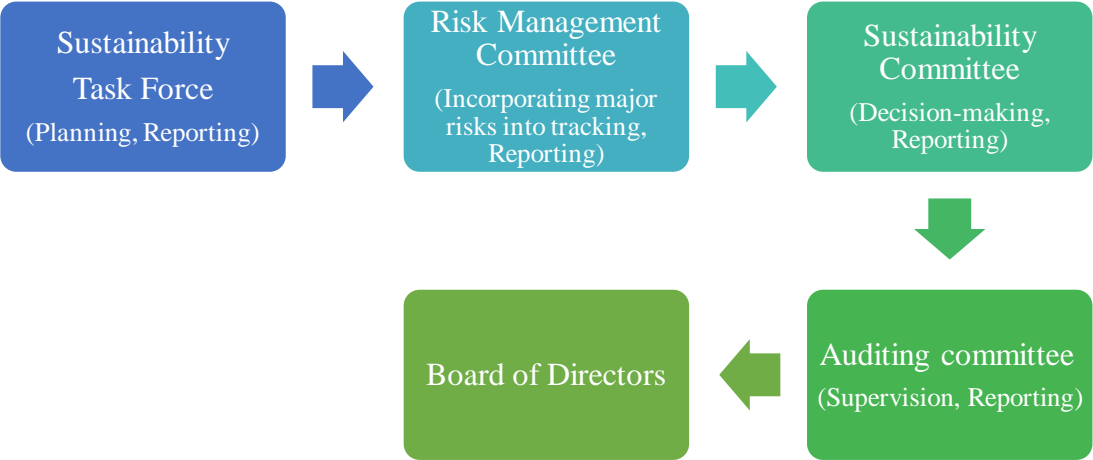 Sustainability
Task Force
(Planning, Reporting)
Risk Management
Committee
(Incorporating major
risks into tracking,
Reporting)
Sustainability
Committee
(Decision-making,
Reporting)
Auditing committee
(Supervision, Reporting)
Board of Directors